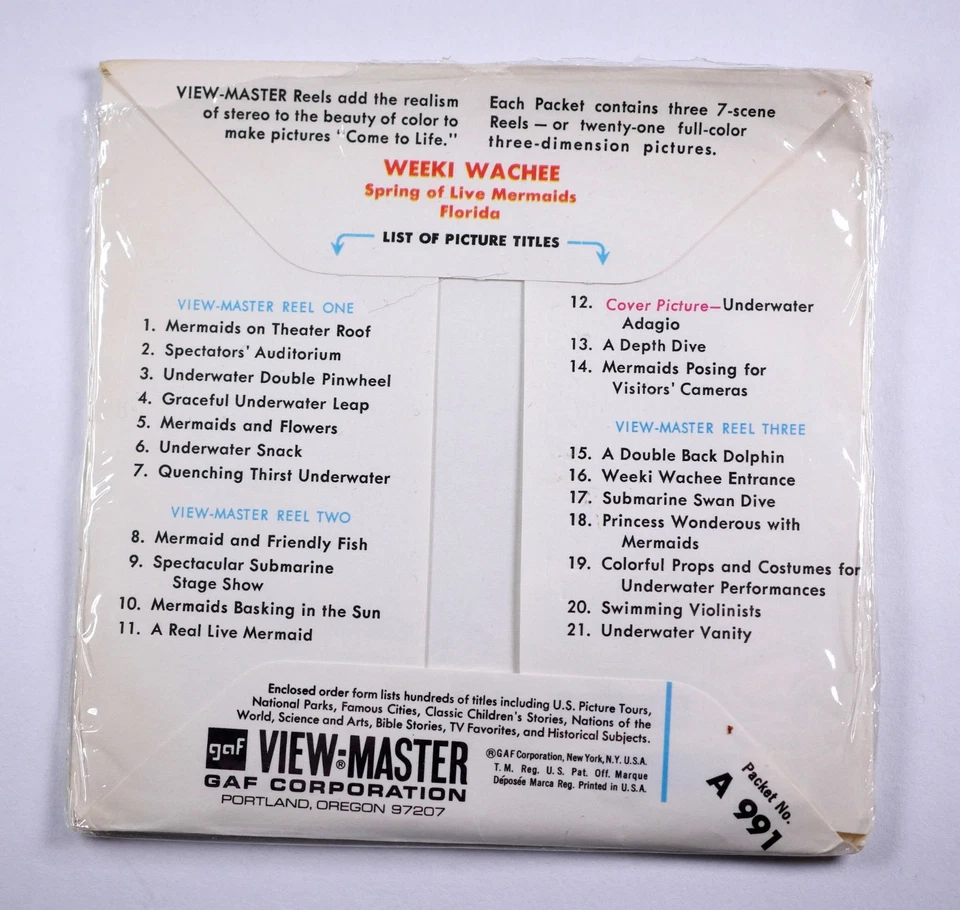 VIEW-MASTER Reels add the realism
of stereo to the beauty of color to
make pictures "Come to Life."
Each Packet contains three 7-scene
Reels — or twenty-one full-color
three-dimension pictures.
WEEKI WACHEE
Spring of Live Mermaids
Florida
LIST OF PICTURE TITLES
VIEW-MASTER REEL ONE
1. Mermaids on Theater Roof
2. Spectators' Auditorium
3. Underwater Double Pinwheel
4. Graceful Underwater Leap
5. Mermaids and Flowers
6. Underwater Snack
7. Quenching Thirst Underwater
VIEW-MASTER REEL TWO
8. Mermaid and Friendly Fish
9. Spectacular Submarine
Stage Show
10. Mermaids Basking in the Sun
11. A Real Live Mermaid
12. Cover Picture—Underwater
Adagio
13. A Depth Dive
14. Mermaids Posing for
Visitors' Cameras
VIEW-MASTER REEL THREE
15. A Double Back Dolphin
16. Weeki Wachee Entrance
17. Submarine Swan Dive
18. Princess Wonderous with
Mermaids
19. Colorful Props and Costumes for
Underwater Performances
20. Swimming Violinists
21. Underwater Vanity
Enclosed order form lists hundreds of titles including U.S. Picture Tours,
National Parks, Famous Cities, Classic Children's Stories, Nations of the
World, Science and Arts, Bible Stories, TV Favorites, and Historical Subjects.
gaf VIEW-MASTER®
GAF CORPORATION
PORTLAND, OREGON 97207
®GAF Corporation, New York, N.Y. U.S.A.
T. M. Reg. U. S. Pat. Off. Marque
Déposée Marca Reg. Printed in U. S. A.
Packet No.
A 991